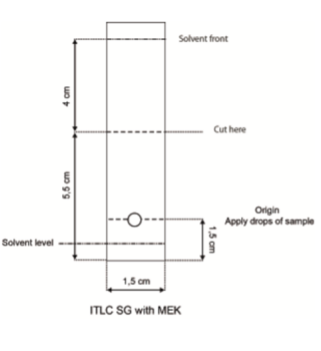 Solvent front
4 cm
Cut here
5,5 cm
Origin
Apply drops of sample
1,5 cm
Solvent level
1,5 cm
ITLC SG with MEK